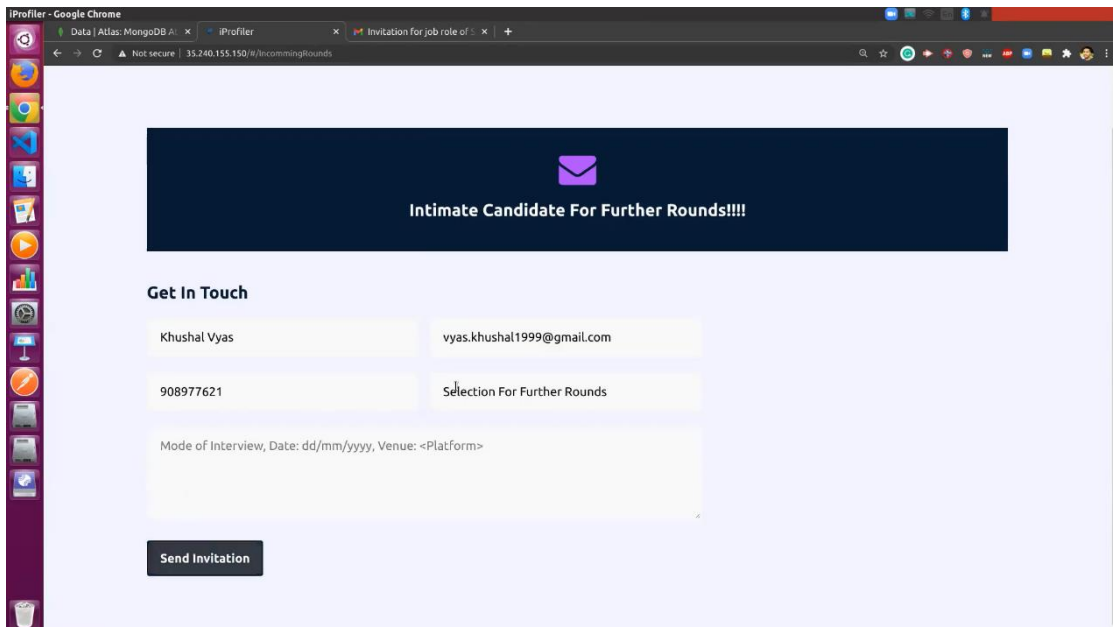 iProfiler - Google Chrome
Data | Atlas: MongoDB At
iProfiler
Invitation for job role of S
Not secure | 35.240.155.150/#/IncommingRounds
Intimate Candidate For Further Rounds!!!!
Get In Touch
Khushal Vyas
vyas.khushal1999@gmail.com
908977621
Selection For Further Rounds
Mode of Interview, Date: dd/mm/yyyy, Venue: <Platform>
Send Invitation